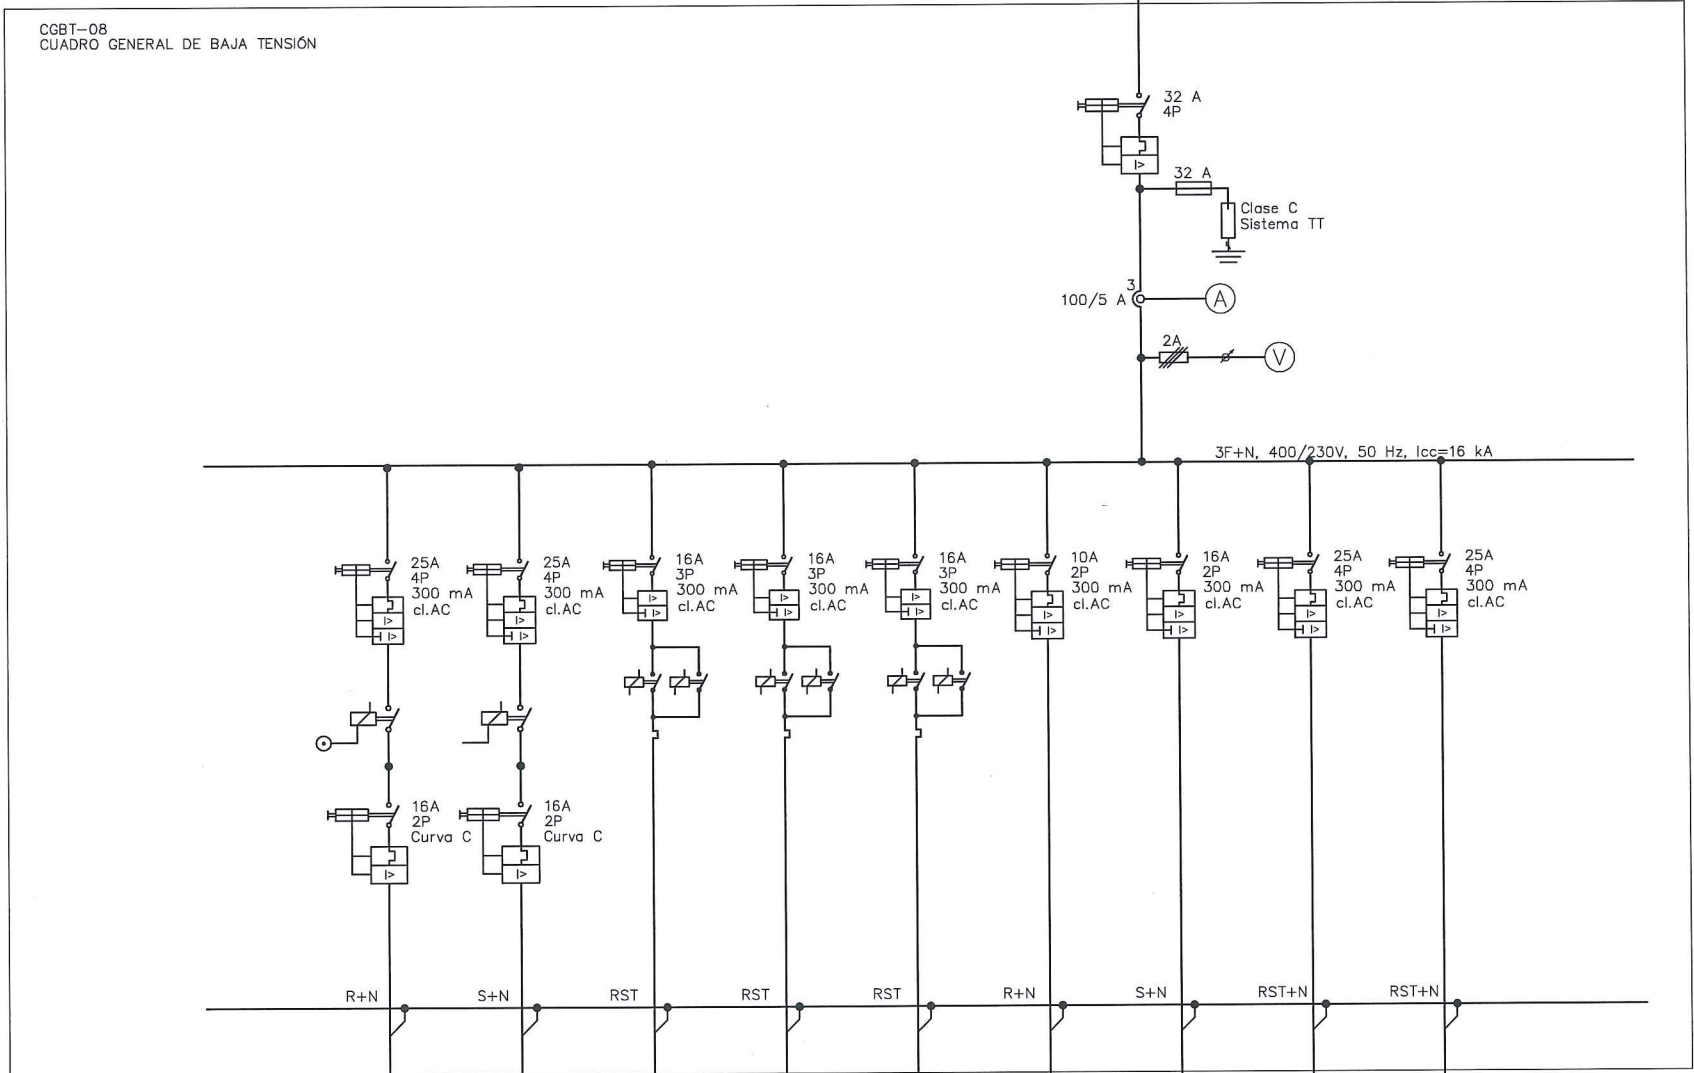 CGBT-08
CUADRO GENERAL DE BAJA TENSIÓN
32 A
4P
I>
32 A
Clase C
Sistema TT
3
100/5 A
A
2A
V
3F+N, 400/230V, 50 Hz, Icc=16 kA
25A
4P
300 mA
cl.AC
I>
I>
25A
4P
300 mA
cl.AC
I>
I>
16A
3P
300 mA
cl.AC
I>
I>
16A
3P
300 mA
cl.AC
I>
I>
16A
3P
300 mA
cl.AC
I>
I>
10A
2P
300 mA
cl.AC
I>
I>
16A
2P
300 mA
cl.AC
I>
I>
25A
4P
300 mA
cl.AC
I>
I>
25A
4P
300 mA
cl.AC
I>
I>
16A
2P
Curva C
I>
16A
2P
Curva C
I>
R+N
S+N
RST
RST
RST
R+N
S+N
RST+N
RST+N